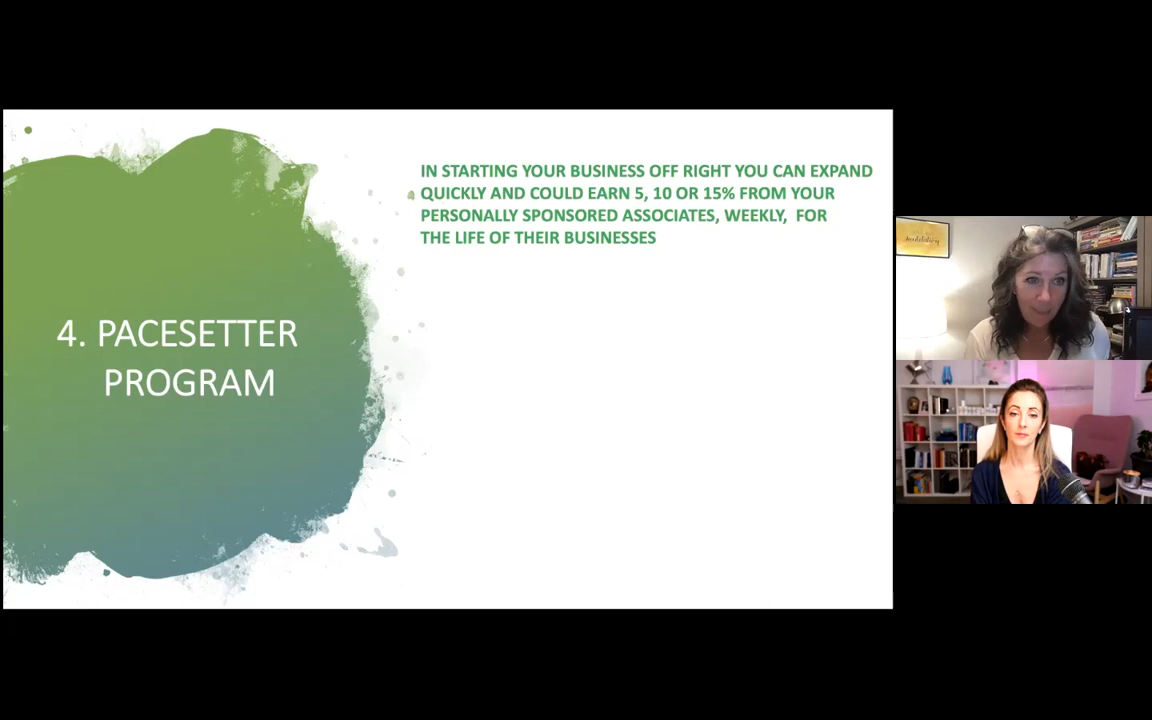 4. PACESETTER
PROGRAM
IN STARTING YOUR BUSINESS OFF RIGHT YOU CAN EXPAND
QUICKLY AND COULD EARN 5, 10 OR 15% FROM YOUR
PERSONALLY SPONSORED ASSOCIATES, WEEKLY,  FOR
THE LIFE OF THEIR BUSINESSES